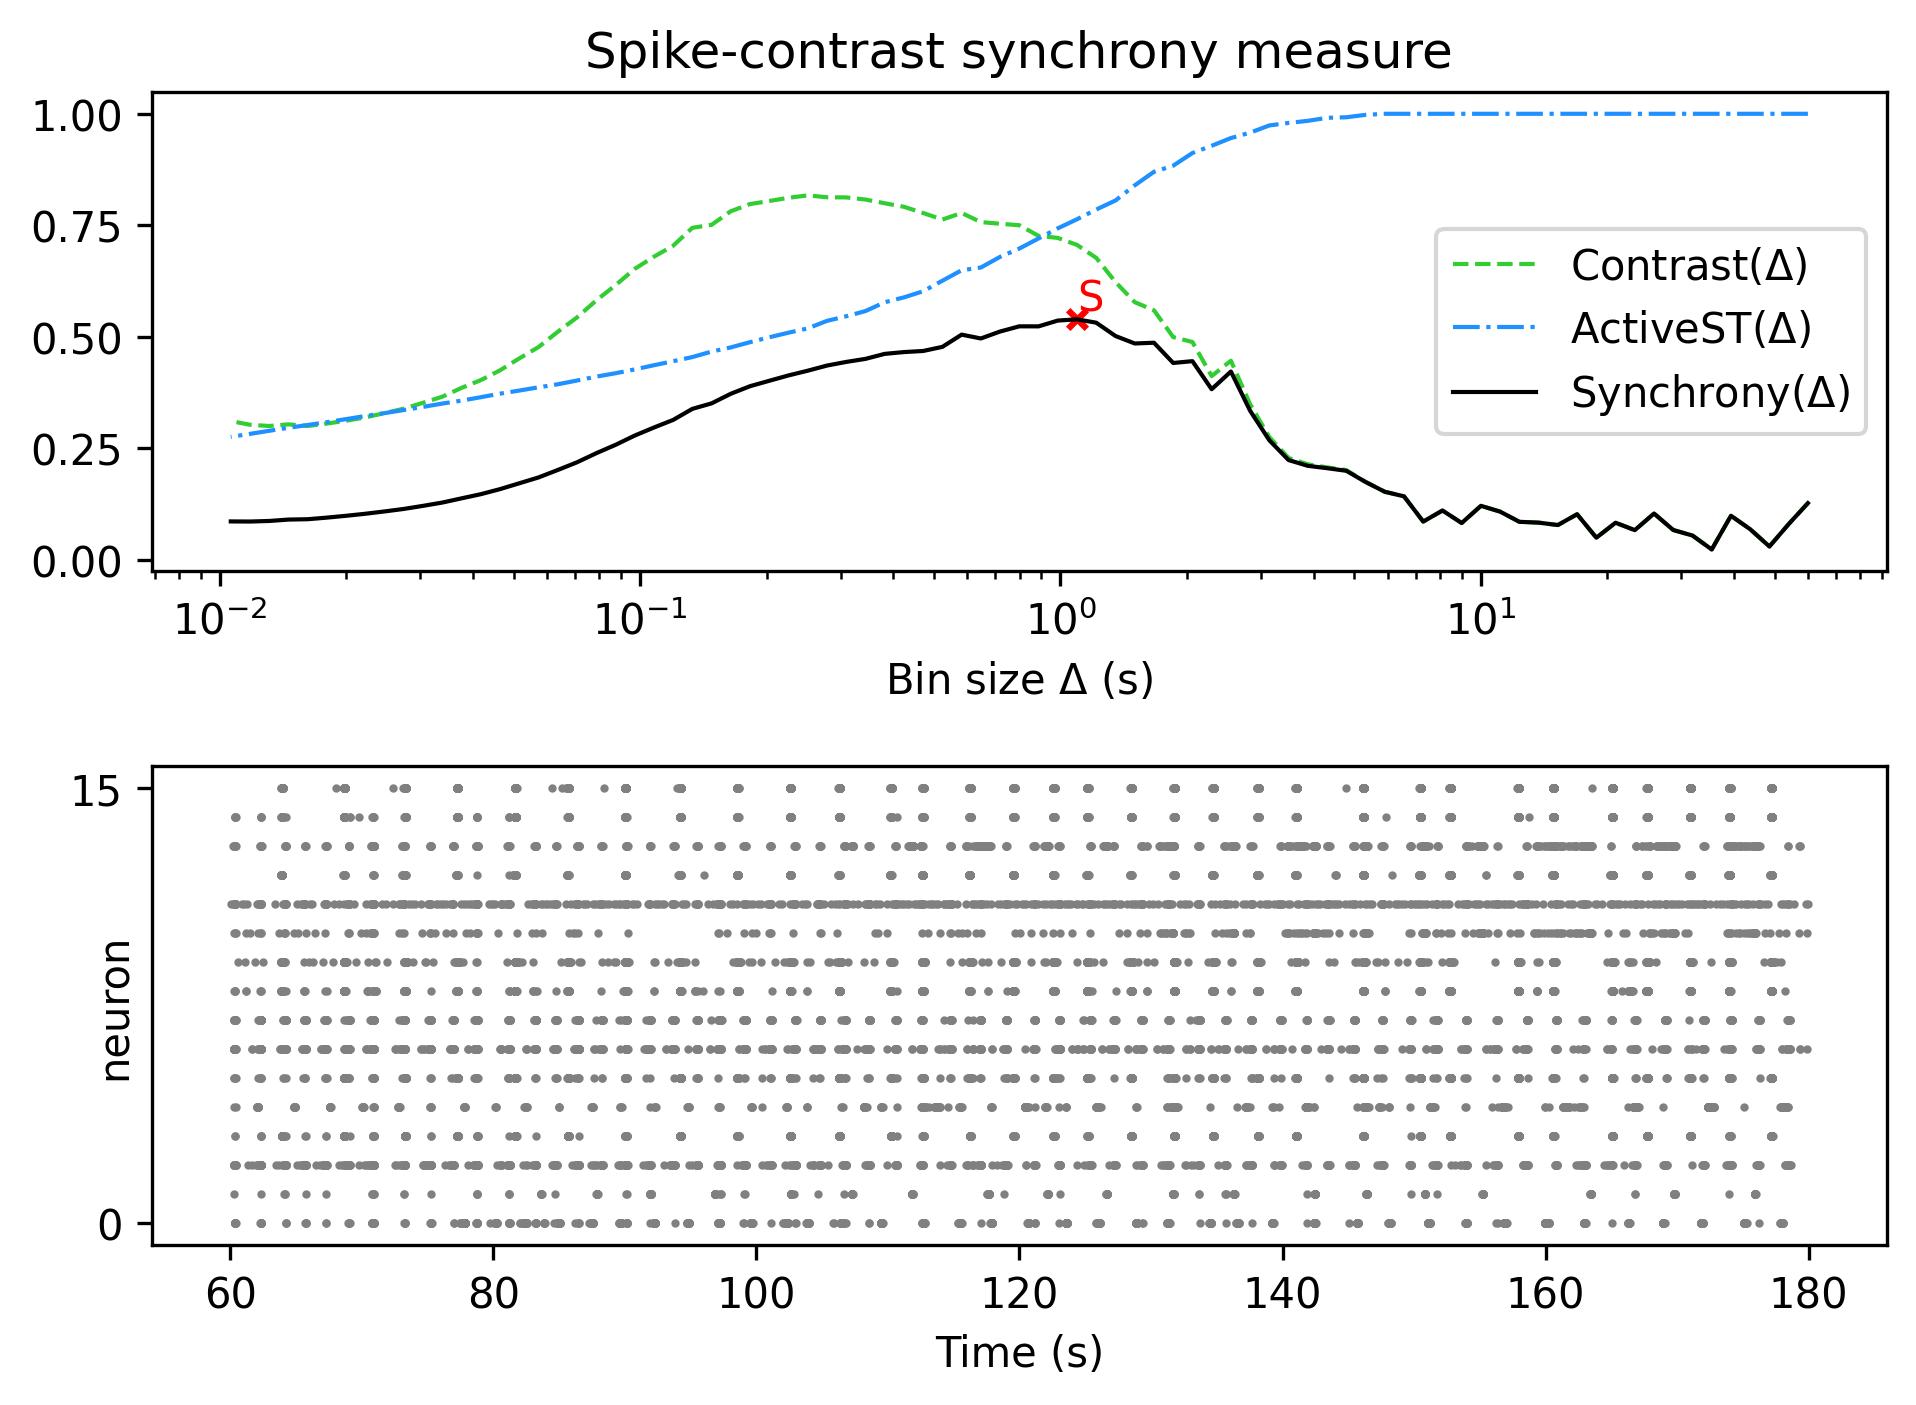 Spike-contrast synchrony measure
1.00
0.75
0.50
0.25
0.00
S
Contrast(Δ)
ActiveST(Δ)
Synchrony(Δ)
10⁻² 10⁻¹ 10⁰ 10¹
Bin size Δ (s)
15
neuron
0
60 80 100 120 140 160 180
Time (s)